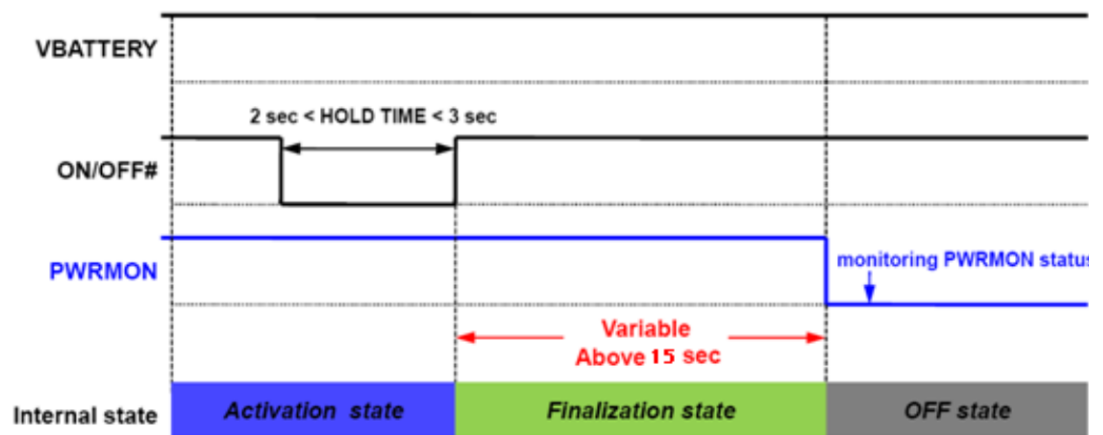 VBATTERY
2 sec < HOLD TIME < 3 sec
ON/OFF#
PWRMON
monitoring PWRMON status
Variable
Above 15 sec
Internal state
Activation state
Finalization state
OFF state